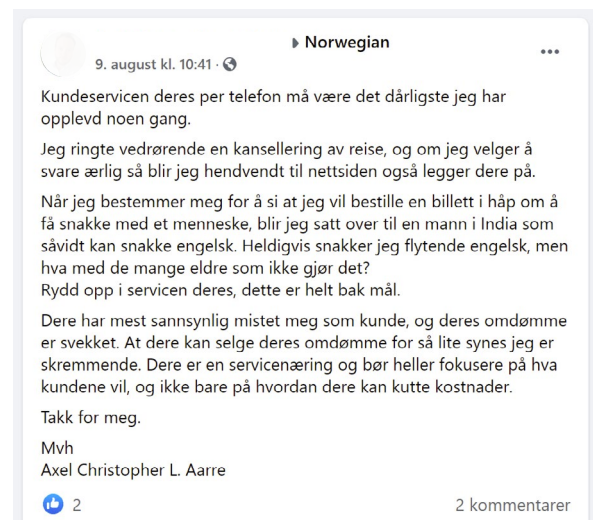 Norwegian
9. august kl. 10:41 ·
Kundeservicen deres per telefon må være det dårligste jeg har
opplevd noen gang.
Jeg ringte vedrørende en kansellering av reise, og om jeg velger å
svare ærlig så blir jeg hendvendt til nettsiden også legger dere på.
Når jeg bestemmer meg for å si at jeg vil bestille en billett i håp om å
få snakke med et menneske, blir jeg satt over til en mann i India som
såvidt kan snakke engelsk. Heldigvis snakker jeg flytende engelsk, men
hva med de mange eldre som ikke gjør det?
Rydd opp i servicen deres, dette er helt bak mål.
Dere har mest sannsynlig mistet meg som kunde, og deres omdømme
er svekket. At dere kan selge deres omdømme for så lite synes jeg er
skremmende. Dere er en servicenæring og bør heller fokusere på hva
kundene vil, og ikke bare på hvordan dere kan kutte kostnader.
Takk for meg.
Mvh
Axel Christopher L. Aarre
2
2 kommentarer